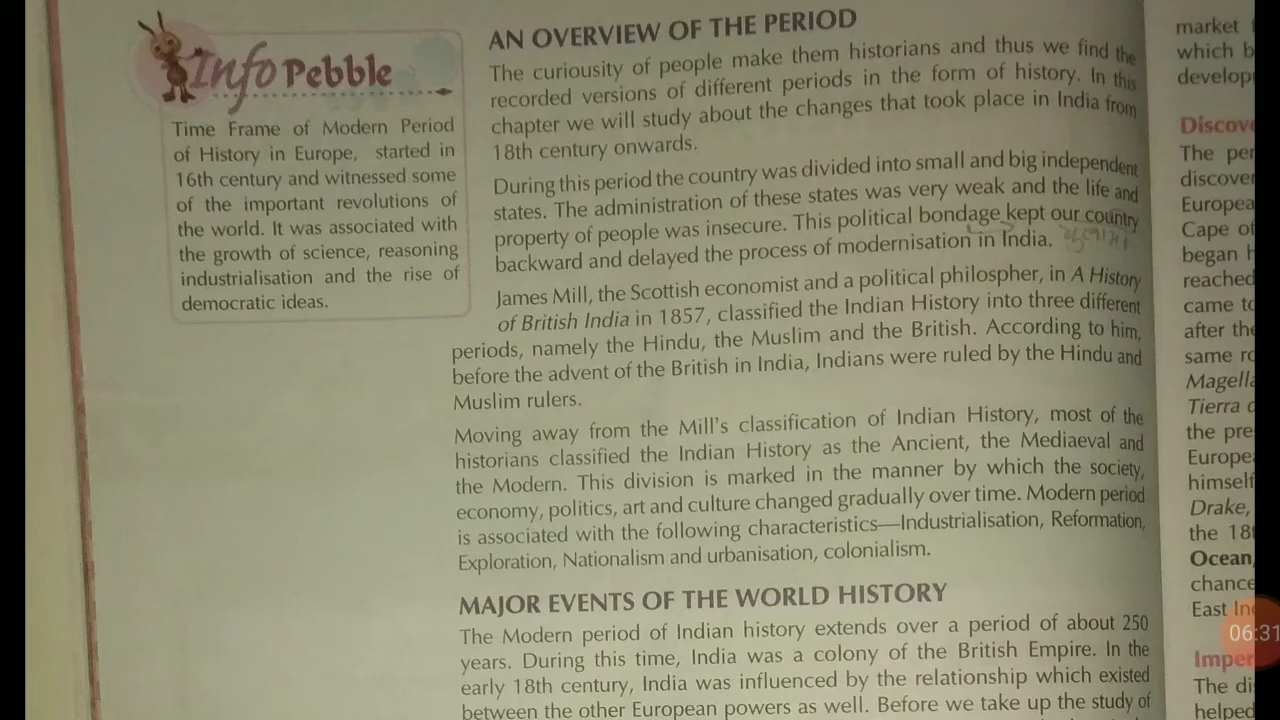 Info Pebble
Time Frame of Modern Period
of History in Europe, started in
16th century and witnessed some
of the important revolutions of
the world. It was associated with
the growth of science, reasoning
industrialisation and the rise of
democratic ideas.
AN OVERVIEW OF THE PERIOD
The curiousity of people make them historians and thus we find the
recorded versions of different periods in the form of history. In this
chapter we will study about the changes that took place in India from
18th century onwards.
During this period the country was divided into small and big independent
states. The administration of these states was very weak and the life and
property of people was insecure. This political bondage kept our country
backward and delayed the process of modernisation in India.
James Mill, the Scottish economist and a political philospher, in A History
of British India in 1857, classified the Indian History into three different
periods, namely the Hindu, the Muslim and the British. According to him,
before the advent of the British in India, Indians were ruled by the Hindu and
Muslim rulers.
Moving away from the Mill's classification of Indian History, most of the
historians classified the Indian History as the Ancient, the Mediaeval and
the Modern. This division is marked in the manner by which the society,
economy, politics, art and culture changed gradually over time. Modern period
is associated with the following characteristics—Industrialisation, Reformation,
Exploration, Nationalism and urbanisation, colonialism.
MAJOR EVENTS OF THE WORLD HISTORY
The Modern period of Indian history extends over a period of about 250
years. During this time, India was a colony of the British Empire. In the
early 18th century, India was influenced by the relationship which existed
between the other European powers as well. Before we take up the study of
market
which b
develop
Discove
The per
discover
Europea
Cape of
began h
reached
came to
after the
same ro
Magella
Tierra d
the pre
Europea
himself
Drake,
the 18
Ocean,
chance
East In
06:31
Imper
The di
helped